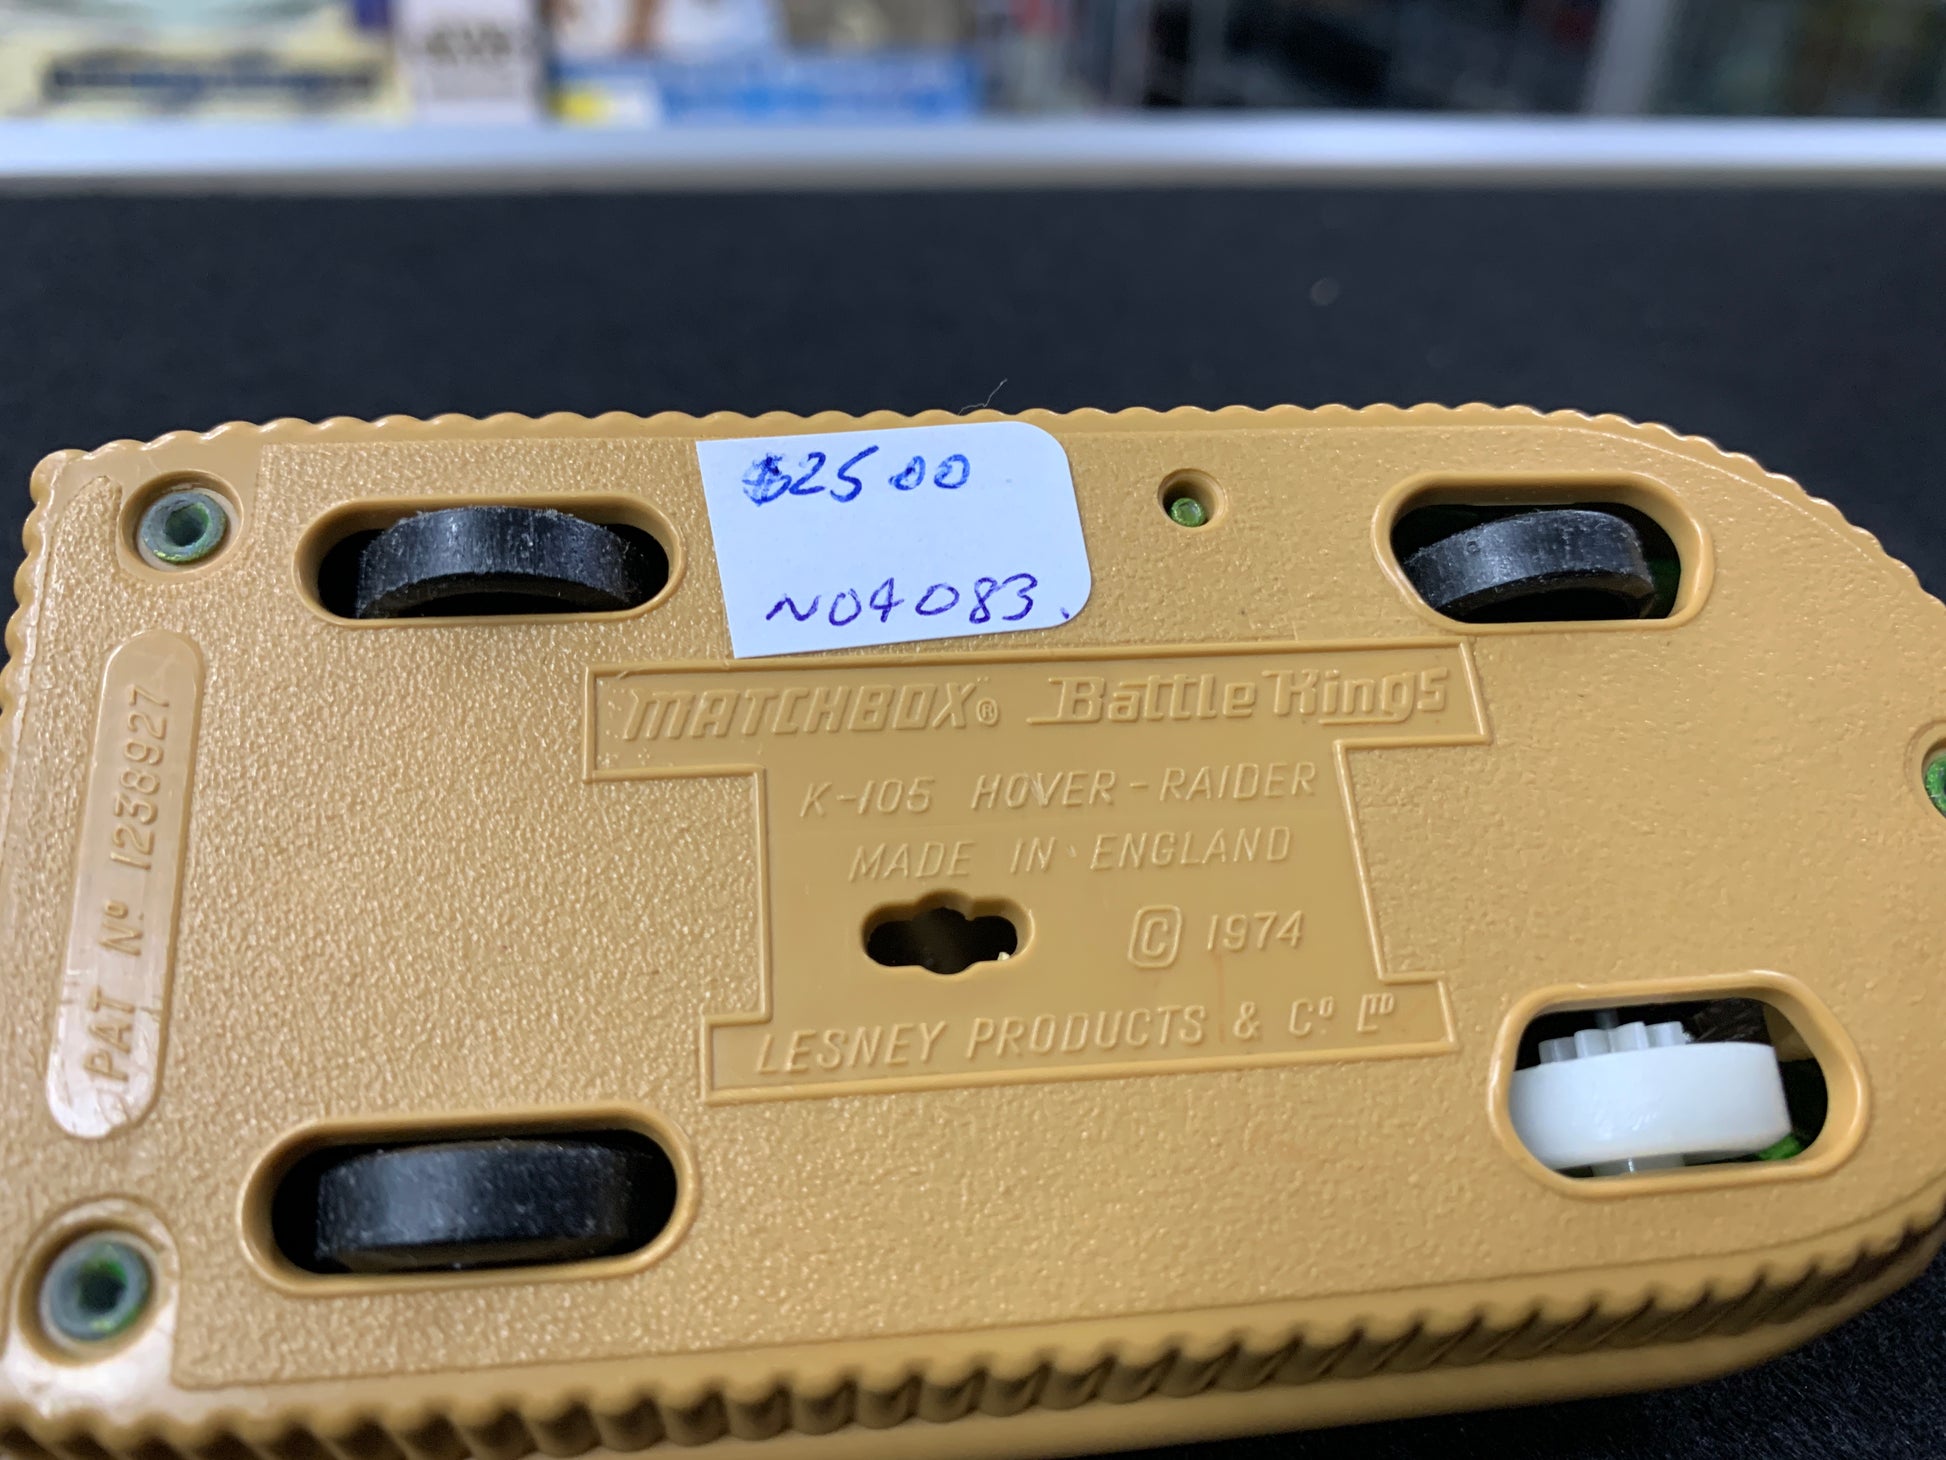 $25 00
N04083.
MATCHBOX® Battle Kings
K-105 HOVER-RAIDER
MADE IN ENGLAND
© 1974
LESNEY PRODUCTS & Cº LTD
PAT Nº 1238927